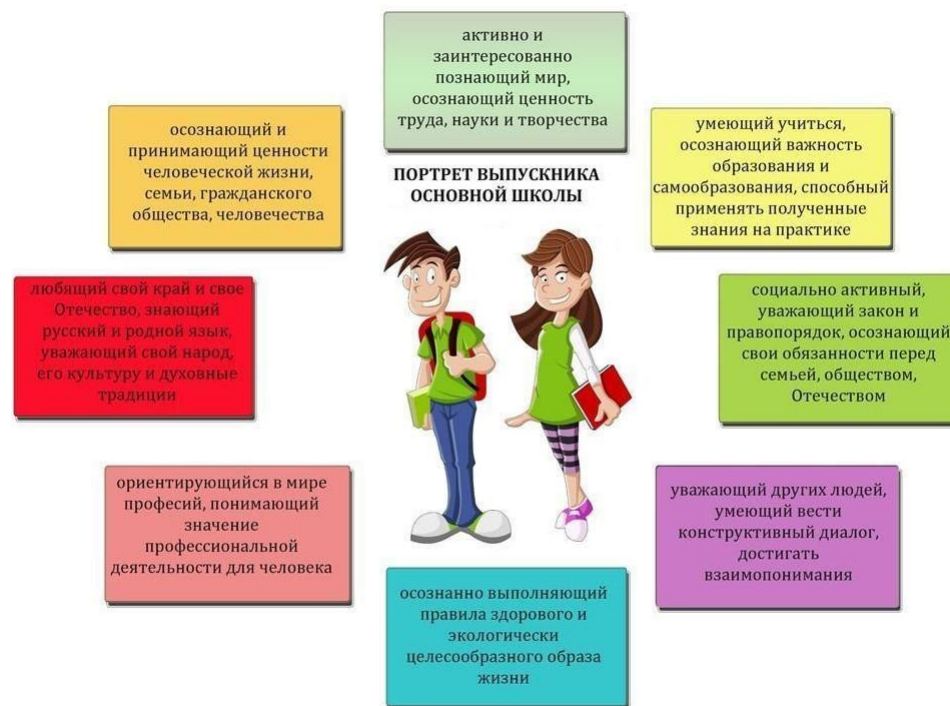 активно и
заинтересованно
познающий мир,
осознающий ценность
труда, науки и творчества
осознающий и
принимающий ценности
человеческой жизни,
семьи, гражданского
общества, человечества
ПОРТРЕТ ВЫПУСКНИКА
ОСНОВНОЙ ШКОЛЫ
умеющий учиться,
осознающий важность
образования и
самообразования, способный
применять полученные
знания на практике
любящий свой край и свое
Отечество, знающий
русский и родной язык,
уважающий свой народ,
его культуру и духовные
традиции
социально активный,
уважающий закон и
правопорядок, осознающий
свои обязанности перед
семьей, обществом,
Отечеством
ориентирующийся в мире
професий, понимающий
значение
профессиональной
деятельности для человека
уважающий других людей,
умеющий вести
конструктивный диалог,
достигать
взаимопонимания
осознанно выполняющий
правила здорового и
экологически
целесообразного образа
жизни